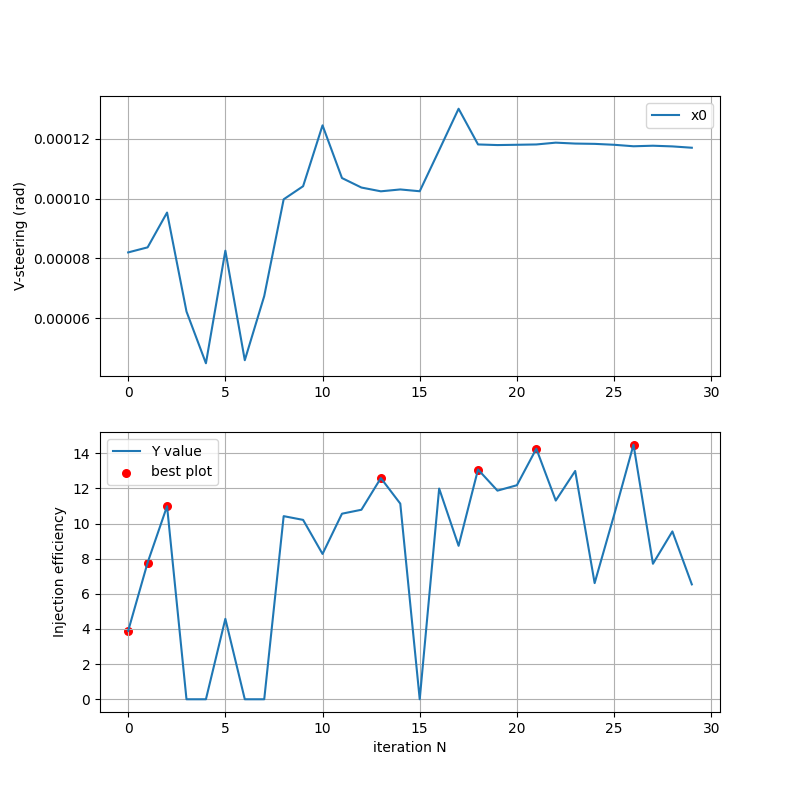 x0
V-steering (rad)
0.00012
0.00010
0.00008
0.00006
0 5 10 15 20 25 30
Y value
best plot
Injection efficiency
14
12
10
8
6
4
2
0
0 5 10 15 20 25 30
iteration N